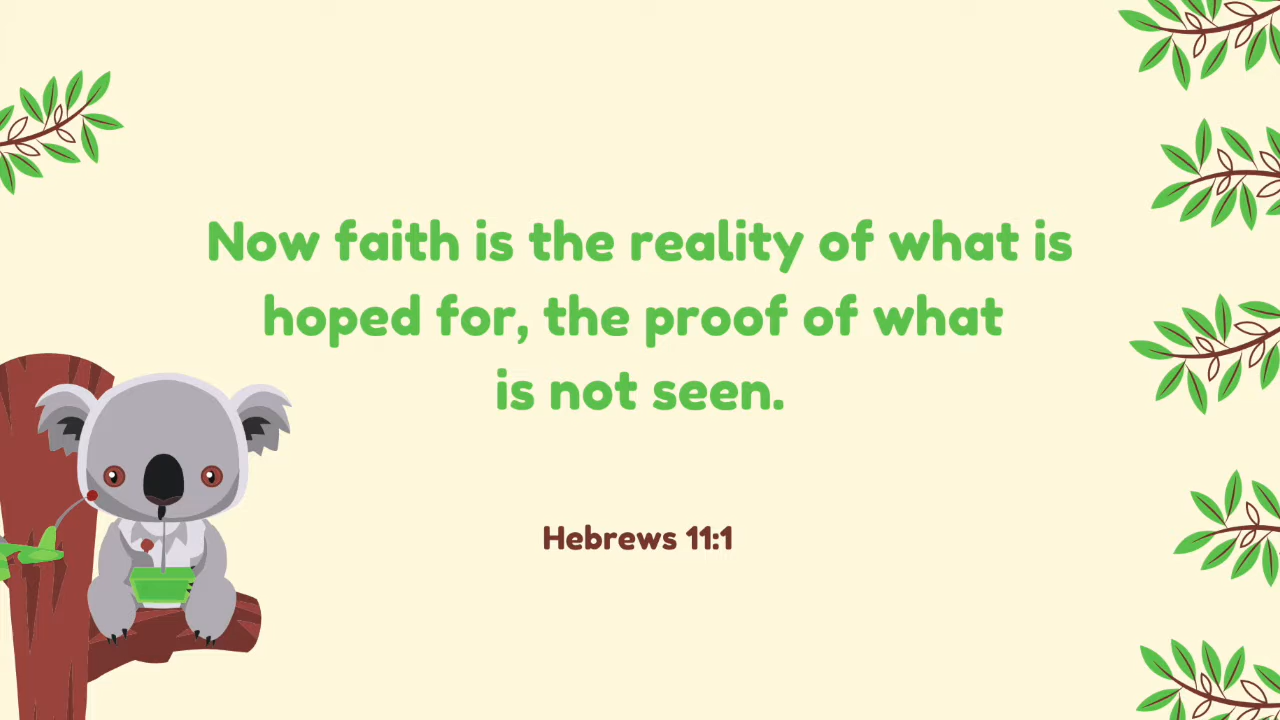 Now faith is the reality of what is
hoped for, the proof of what
is not seen.
Hebrews 11:1